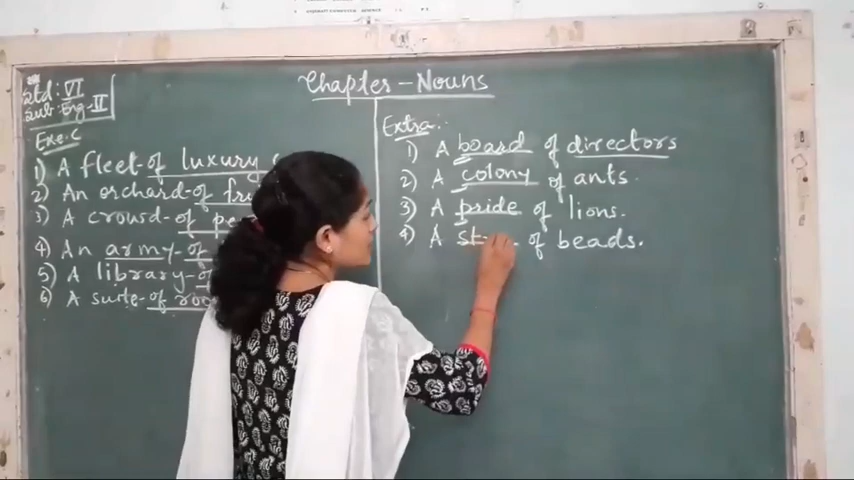 Std: VI
Sub: Eng-II
Chapter - Nouns
Exe. C
1) A fleet of luxury
2) An orchard of
3) A crowd of
4) An army of
5) A library of
6) A suite of
Extra:
1) A board of directors
2) A colony of ants.
3) A pride of lions.
4) A of beads.